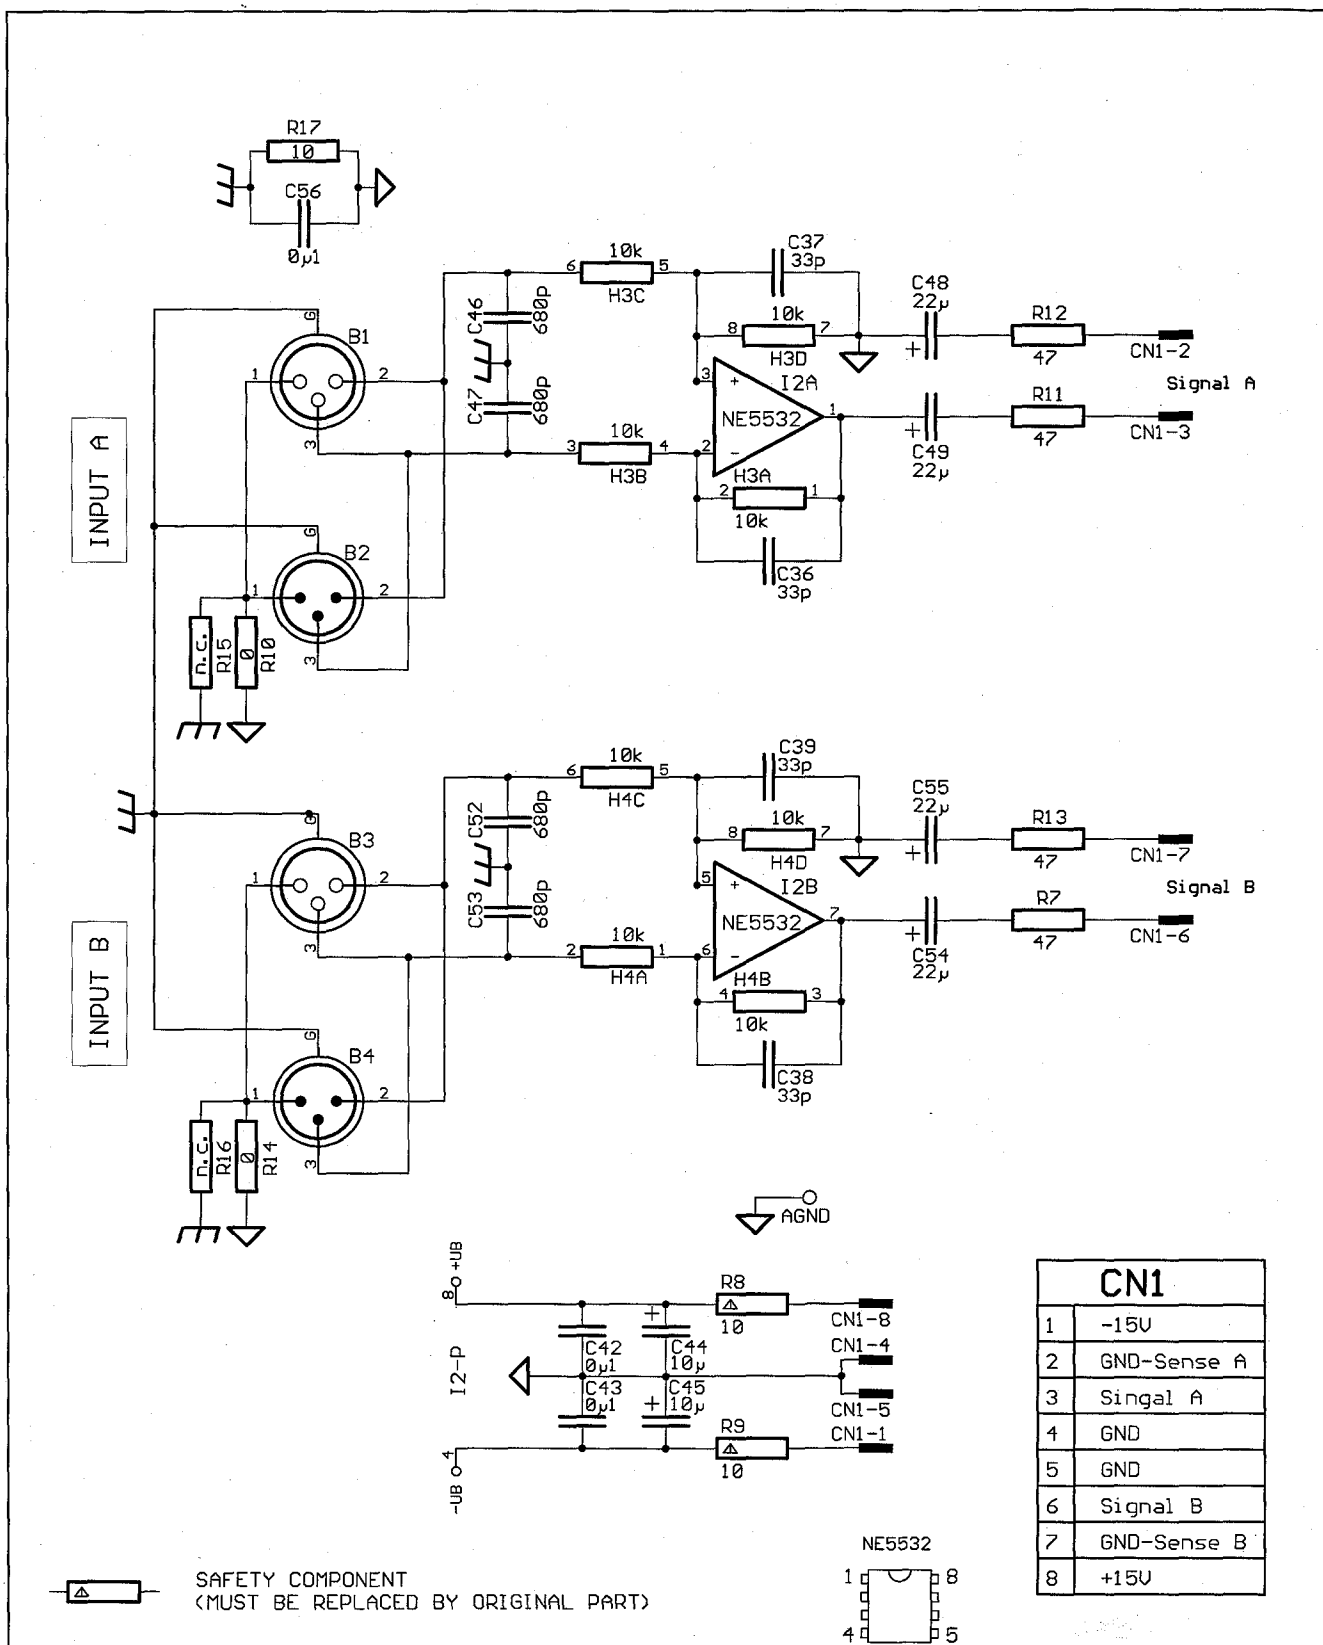 R17
10
C56
0µ1
INPUT A
G
B1
1
2
3
G
B2
1
2
3
n.c.
R15
0
R10
C46
680p
C47
680p
10k
6
5
H3C
10k
3
4
H3B
C37
33p
10k
8
7
H3D
I2A
3
+
NE5532
1
2
−
H3A
2
1
10k
C36
33p
C48
22µ
+
R12
47
CN1-2
Signal A
C49
22µ
+
R11
47
CN1-3
INPUT B
G
B3
1
2
3
G
B4
1
2
3
n.c.
R16
0
R14
C52
680p
C53
680p
10k
6
5
H4C
10k
2
1
H4A
C39
33p
10k
8
7
H4D
I2B
5
+
NE5532
7
6
−
H4B
4
3
10k
C38
33p
C55
22µ
+
R13
47
CN1-7
Signal B
R7
47
CN1-6
+
C54
22µ
AGND
8
+UB
I2-P
4
-UB
C42
0µ1
C43
0µ1
+
C44
10µ
+
C45
10µ
R8
10
R9
10
CN1-8
CN1-4
CN1-5
CN1-1
CN1
1 -15V
2 GND-Sense A
3 Singal A
4 GND
5 GND
6 Signal B
7 GND-Sense B
8 +15V
SAFETY COMPONENT
(MUST BE REPLACED BY ORIGINAL PART)
NE5532
1 8
4 5